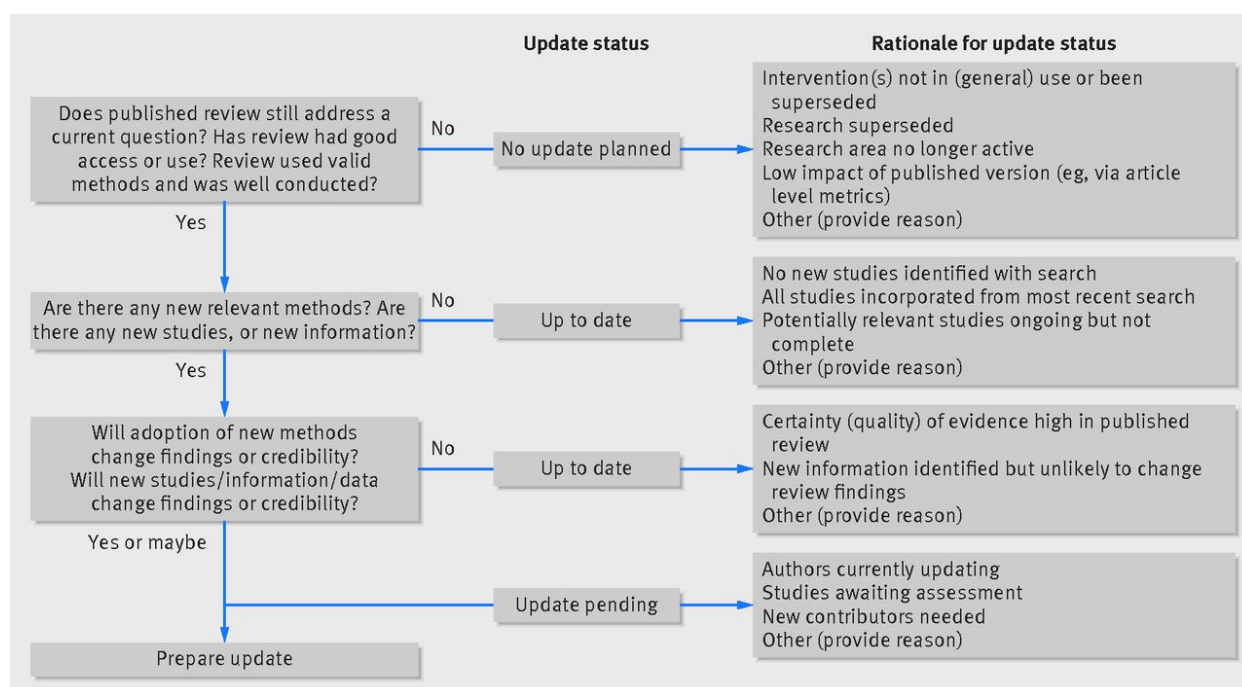 Update status
Rationale for update status
Does published review still address a
current question? Has review had good
access or use? Review used valid
methods and was well conducted?
No
No update planned
Intervention(s) not in (general) use or been
superseded
Research superseded
Research area no longer active
Low impact of published version (eg, via article
level metrics)
Other (provide reason)
Yes
Are there any new relevant methods? Are
there any new studies, or new information?
No
Up to date
No new studies identified with search
All studies incorporated from most recent search
Potentially relevant studies ongoing but not
complete
Other (provide reason)
Yes
Will adoption of new methods
change findings or credibility?
Will new studies/information/data
change findings or credibility?
No
Up to date
Certainty (quality) of evidence high in published
review
New information identified but unlikely to change
review findings
Other (provide reason)
Yes or maybe
Update pending
Authors currently updating
Studies awaiting assessment
New contributors needed
Other (provide reason)
Prepare update